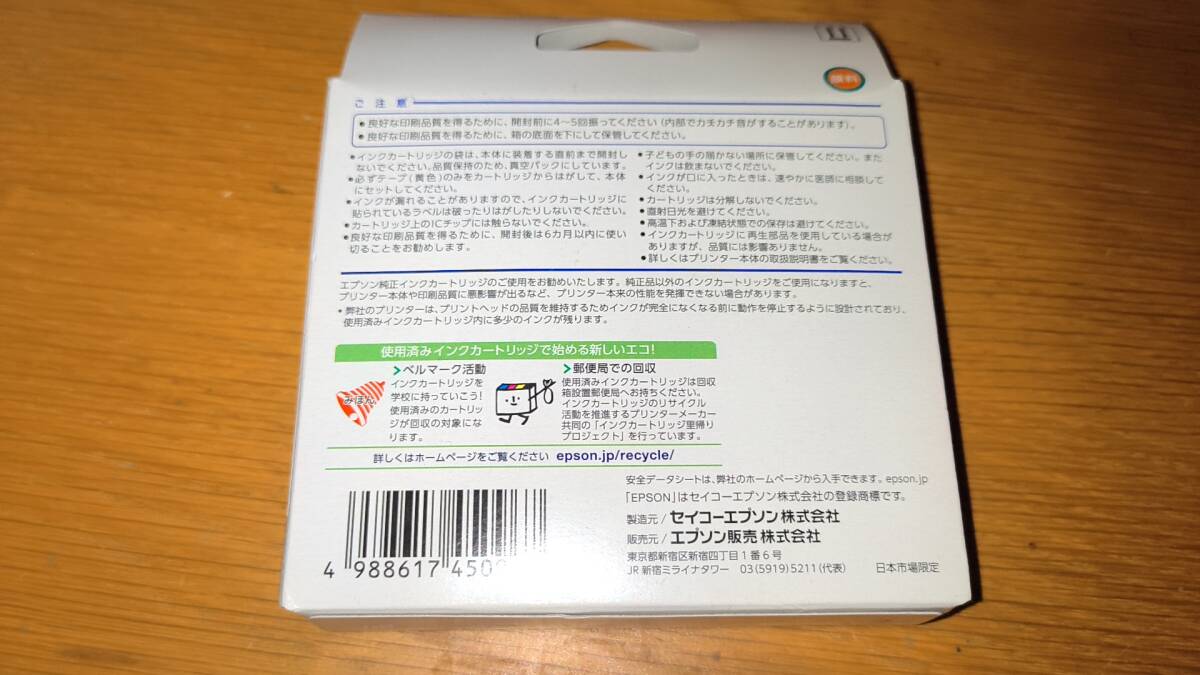 顔料
ご注意
●良好な印刷品質を得るために、開封前に4〜5回振ってください(内部でカチカチ音がすることがあります)。
●良好な印刷品質を得るために、箱の底面を下にして保管してください。
●インクカートリッジの袋は、本体に装着する直前まで開封し
ないでください。品質保持のため、真空パックにしています。
●必ずテープ(黄色)のみをカートリッジからはがして、本体
にセットしてください。
●インクが漏れることがありますので、インクカートリッジに
貼られているラベルは破ったりはがしたりしないでください。
●カートリッジ上のICチップには触らないでください。
●良好な印刷品質を得るために、開封後は6カ月以内に使い
切ることをお勧めします。
●子どもの手の届かない場所に保管してください。また
インクは飲まないでください。
●インクが口に入ったときは、速やかに医師に相談して
ください。
●カートリッジは分解しないでください。
●直射日光を避けてください。
●高温下および凍結状態での保存は避けてください。
●インクカートリッジに再生部品を使用している場合が
ありますが、品質には影響ありません。
●詳しくはプリンター本体の取扱説明書をご覧ください。
エプソン純正インクカートリッジのご使用をお勧めいたします。純正品以外のインクカートリッジをご使用になりますと、
プリンター本体や印刷品質に悪影響が出るなど、プリンター本来の性能を発揮できない場合があります。
●弊社のプリンターは、プリントヘッドの品質を維持するためインクが完全になくなる前に動作を停止するように設計されており、
使用済みインクカートリッジ内に多少のインクが残ります。
使用済みインクカートリッジで始める新しいエコ!
ベルマーク活動
みほん
インクカートリッジを
学校に持っていこう!
使用済みのカートリッ
ジが回収の対象にな
ります。
郵便局での回収
使用済みインクカートリッジは回収
箱設置郵便局へお持ちください。
インクカートリッジのリサイクル
活動を推進するプリンターメーカー
共同の「インクカートリッジ里帰り
プロジェクト」を行っています。
詳しくはホームページをご覧ください epson.jp/recycle/
安全データシートは、弊社のホームページから入手できます。epson.jp
「EPSON」はセイコーエプソン株式会社の登録商標です。
製造元/セイコーエプソン株式会社
販売元/エプソン販売株式会社
東京都新宿区新宿四丁目1番6号
JR新宿ミライナタワー 03(5919)5211(代表) 日本市場限定
4 988617 450